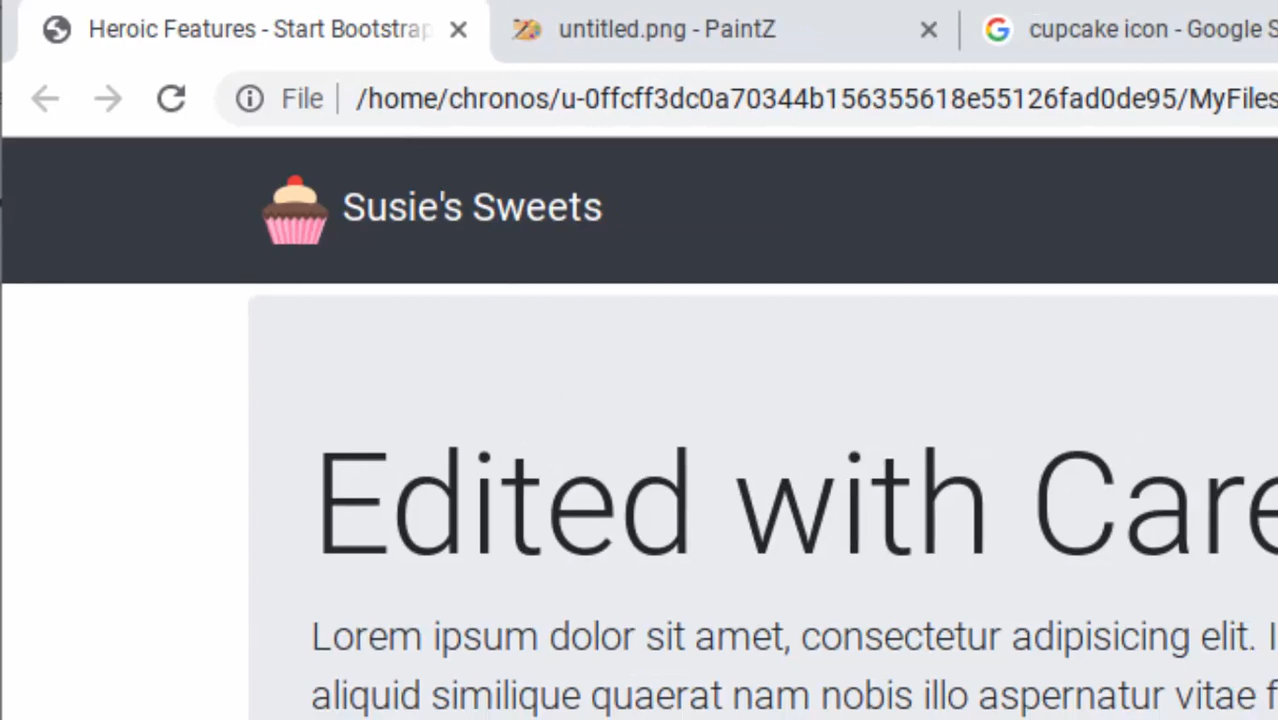 Heroic Features - Start Bootstrap
untitled.png - PaintZ
cupcake icon - Google S
File
/home/chronos/u-0ffcff3dc0a70344b156355618e55126fad0de95/MyFiles
Susie's Sweets
Edited with Care
Lorem ipsum dolor sit amet, consectetur adipisicing elit. I
aliquid similique quaerat nam nobis illo aspernatur vitae f